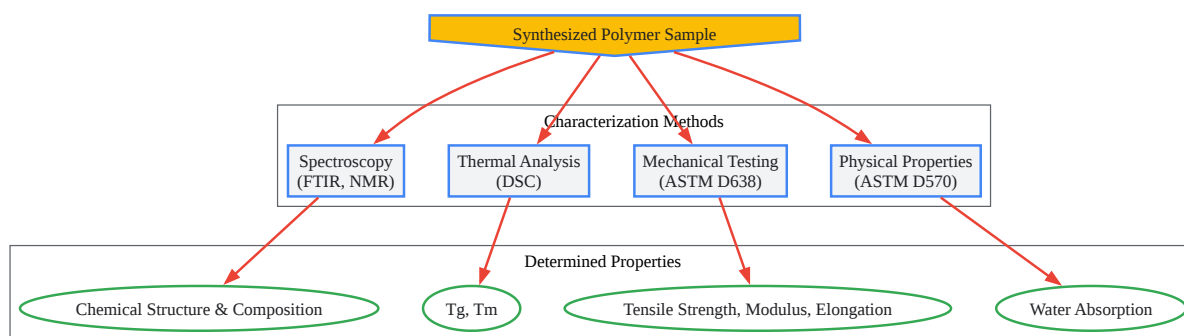 Synthesized Polymer Sample
Characterization Methods
Spectroscopy
(FTIR, NMR)
Thermal Analysis
(DSC)
Mechanical Testing
(ASTM D638)
Physical Properties
(ASTM D570)
Determined Properties
Chemical Structure & Composition
Tg, Tm
Tensile Strength, Modulus, Elongation
Water Absorption